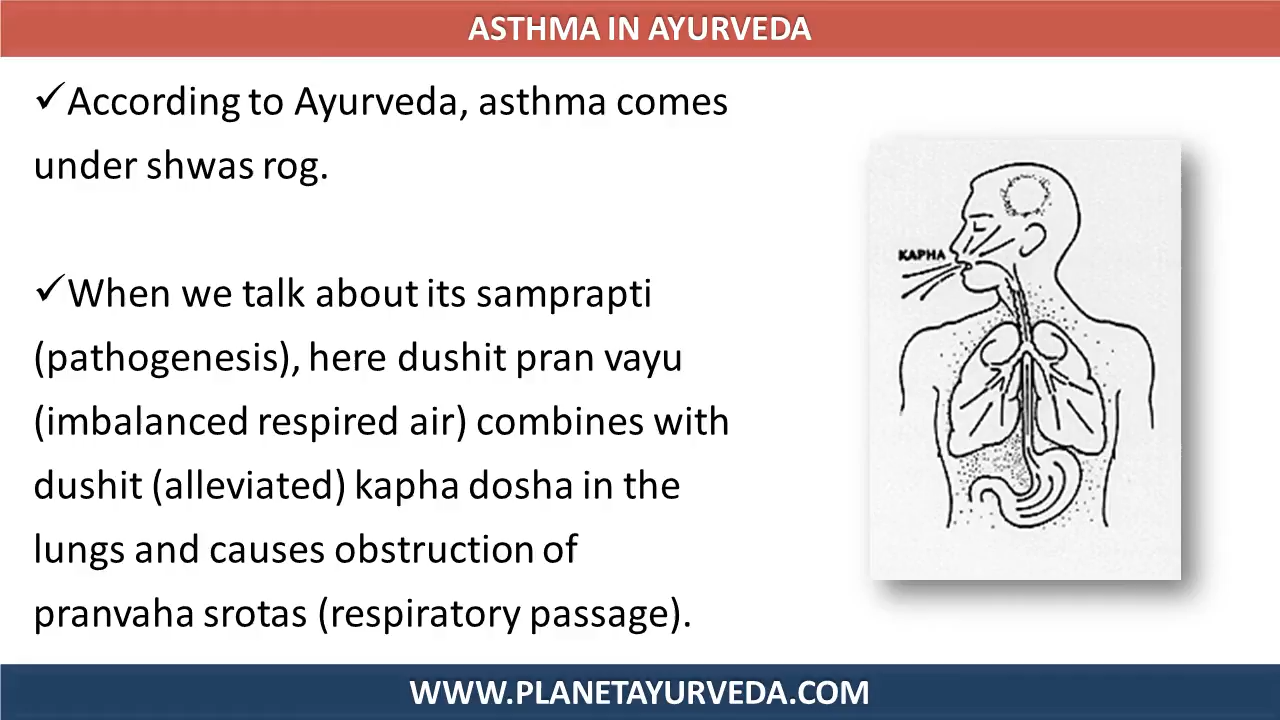 ASTHMA IN AYURVEDA
✓According to Ayurveda, asthma comes
under shwas rog.
✓When we talk about its samprapti
(pathogenesis), here dushit pran vayu
(imbalanced respired air) combines with
dushit (alleviated) kapha dosha in the
lungs and causes obstruction of
pranvaha srotas (respiratory passage).
KAPHA
WWW.PLANETAYURVEDA.COM